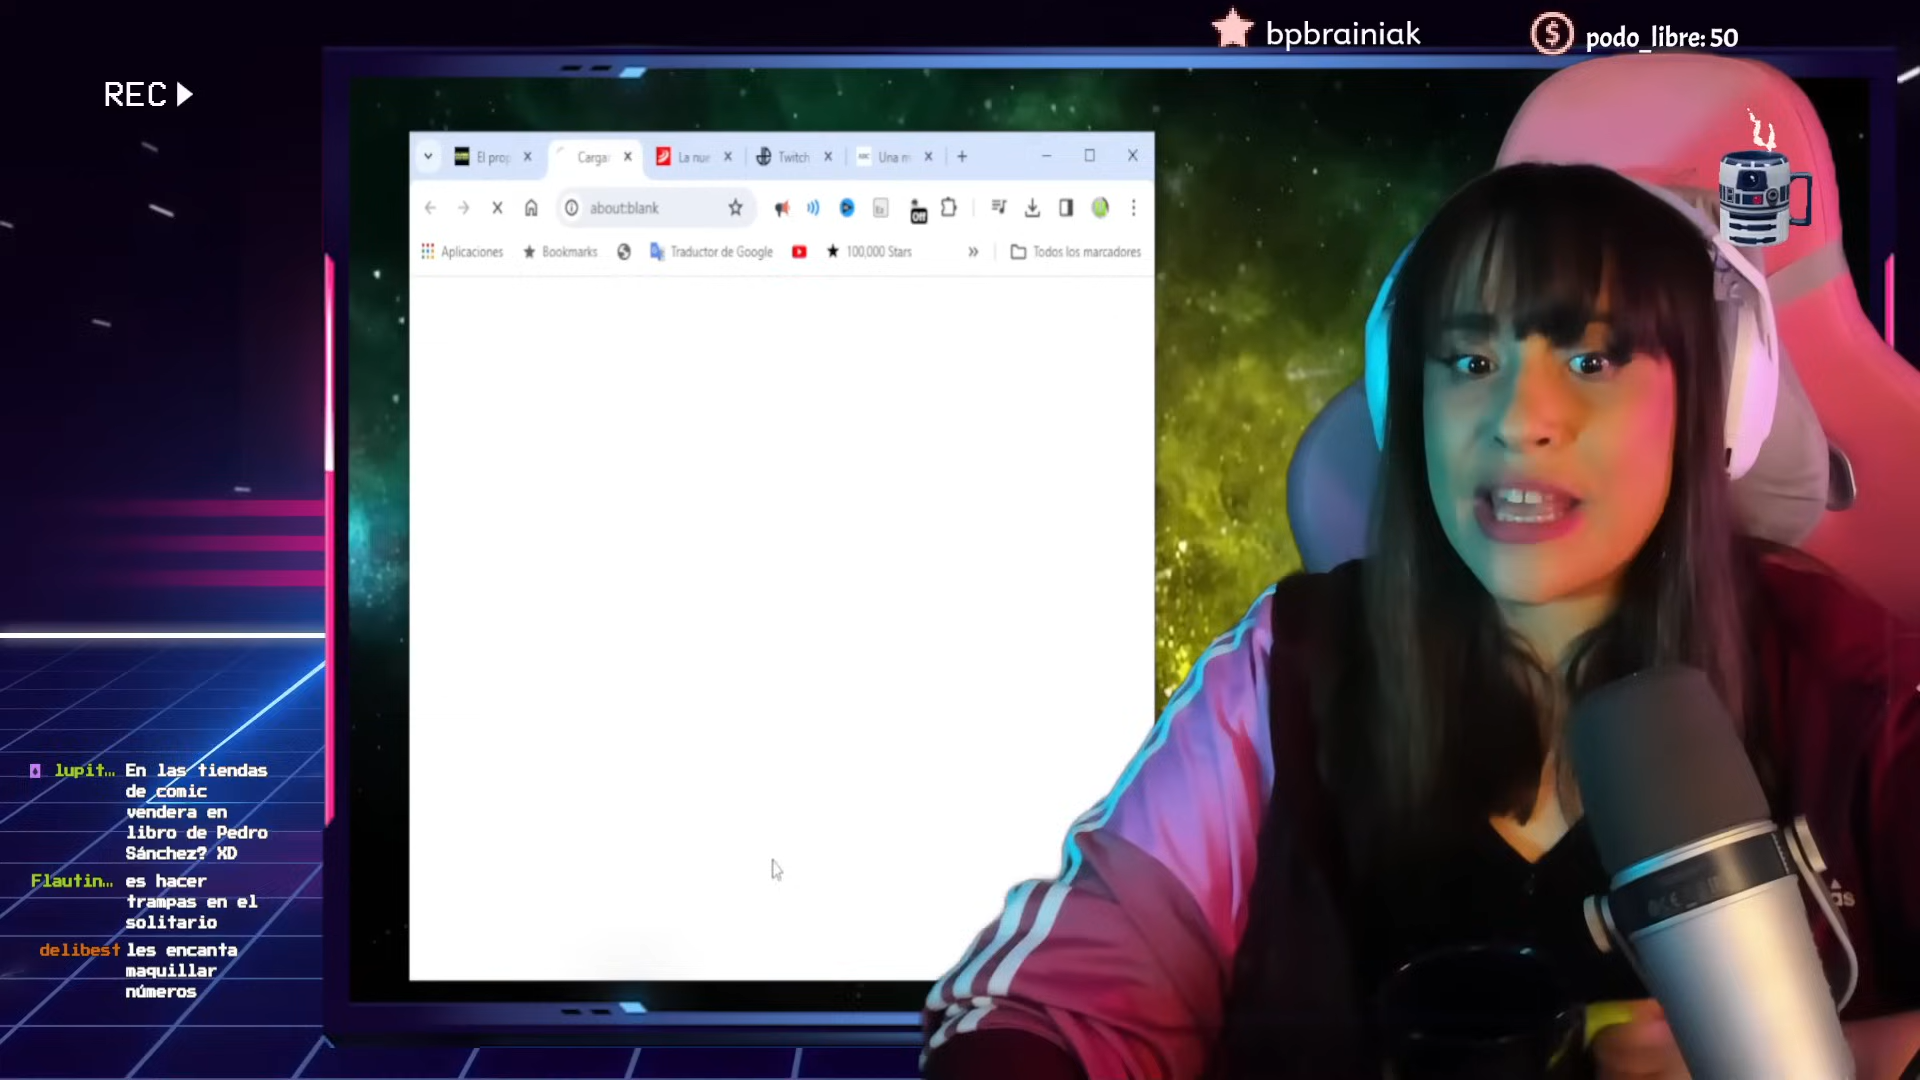 bpbrainiak
podo_libre: 50
REC
El prop
Cargan
La nue
Twitch
Una m
about:blank
Off
Aplicaciones
Bookmarks
Traductor de Google
100,000 Stars
Todos los marcadores
lupit… En las tiendas
de comic
vendera en
libro de Pedro
Sánchez? XD
Flautin… es hacer
trampas en el
solitario
delibest les encanta
maquillar
números